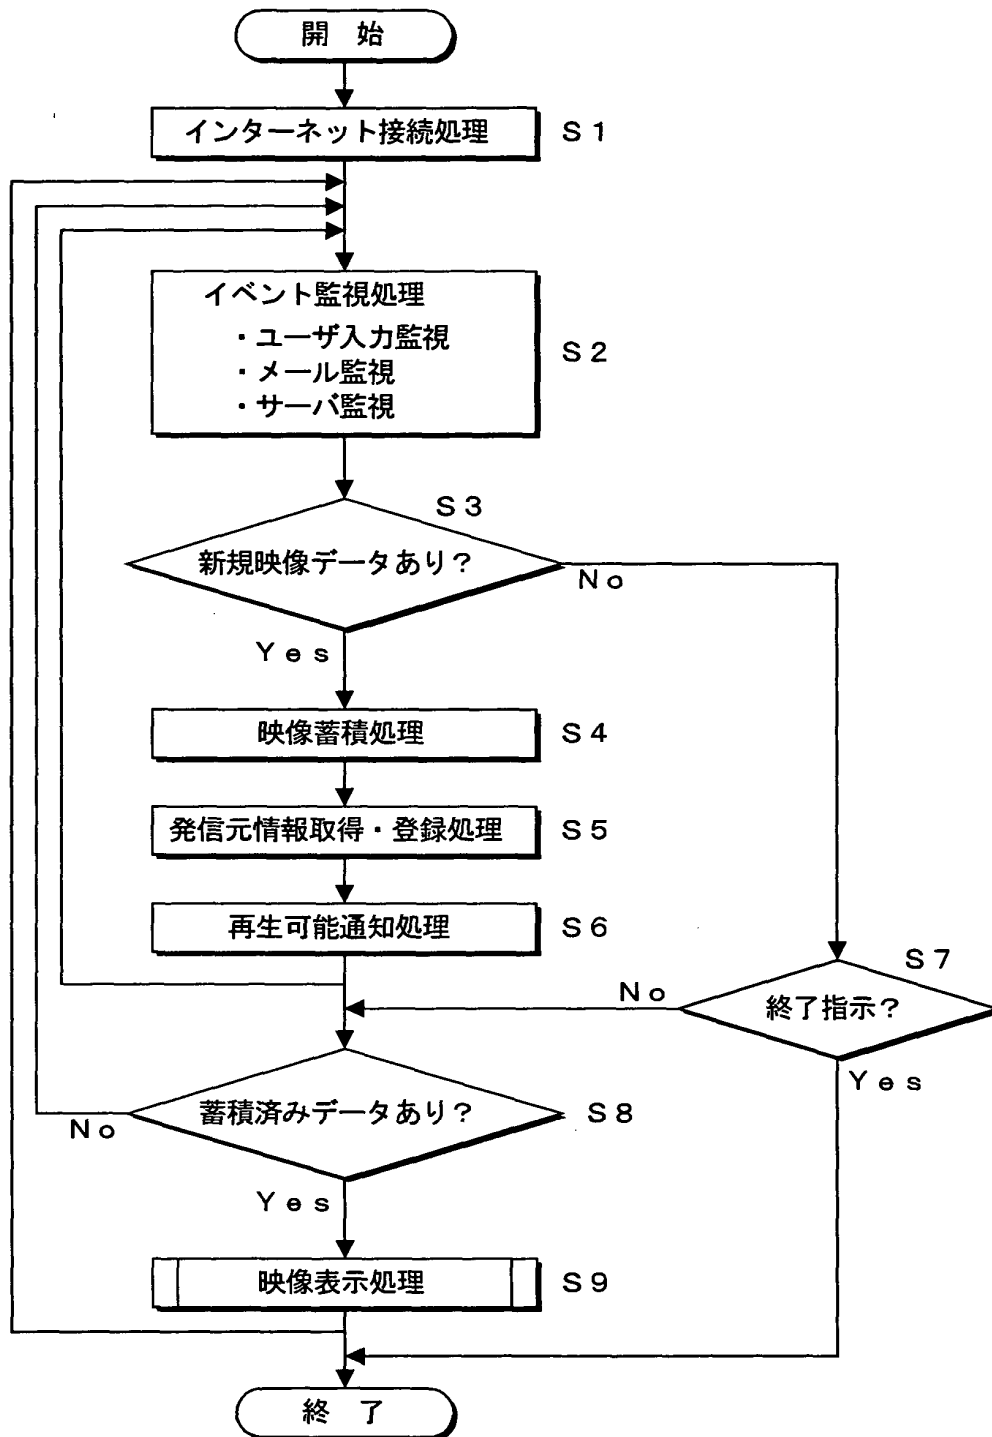 開　始
インターネット接続処理
Ｓ１
イベント監視処理
・ユーザ入力監視
・メール監視
・サーバ監視
Ｓ２
Ｓ３
新規映像データあり？
Ｎｏ
Ｙｅｓ
映像蓄積処理
Ｓ４
発信元情報取得・登録処理
Ｓ５
再生可能通知処理
Ｓ６
Ｓ７
終了指示？
Ｎｏ
Ｙｅｓ
蓄積済みデータあり？
Ｓ８
Ｎｏ
Ｙｅｓ
映像表示処理
Ｓ９
終　了